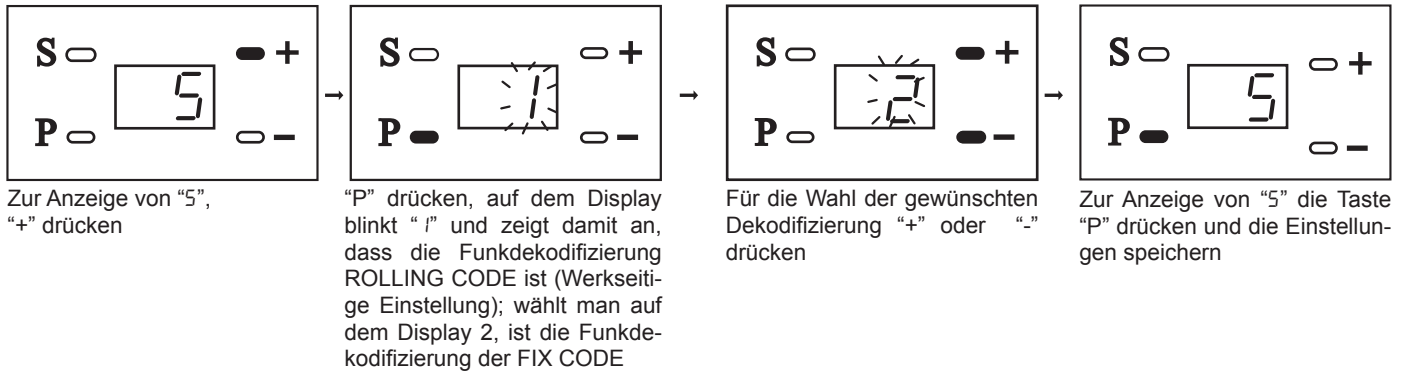 S
+
5
P
-
Zur Anzeige von “5”,
“+” drücken
→
S
+
1
P
-
“P” drücken, auf dem Display
blinkt “1” und zeigt damit an,
dass die Funkdekodifizierung
ROLLING CODE ist (Werkseiti-
ge Einstellung); wählt man auf
dem Display 2, ist die Funkde-
kodifizierung der FIX CODE
→
S
+
2
P
-
Für die Wahl der gewünschten
Dekodifizierung “+” oder “-”
drücken
→
S
+
5
P
-
Zur Anzeige von “5” die Taste
“P” drücken und die Einstellun-
gen speichern